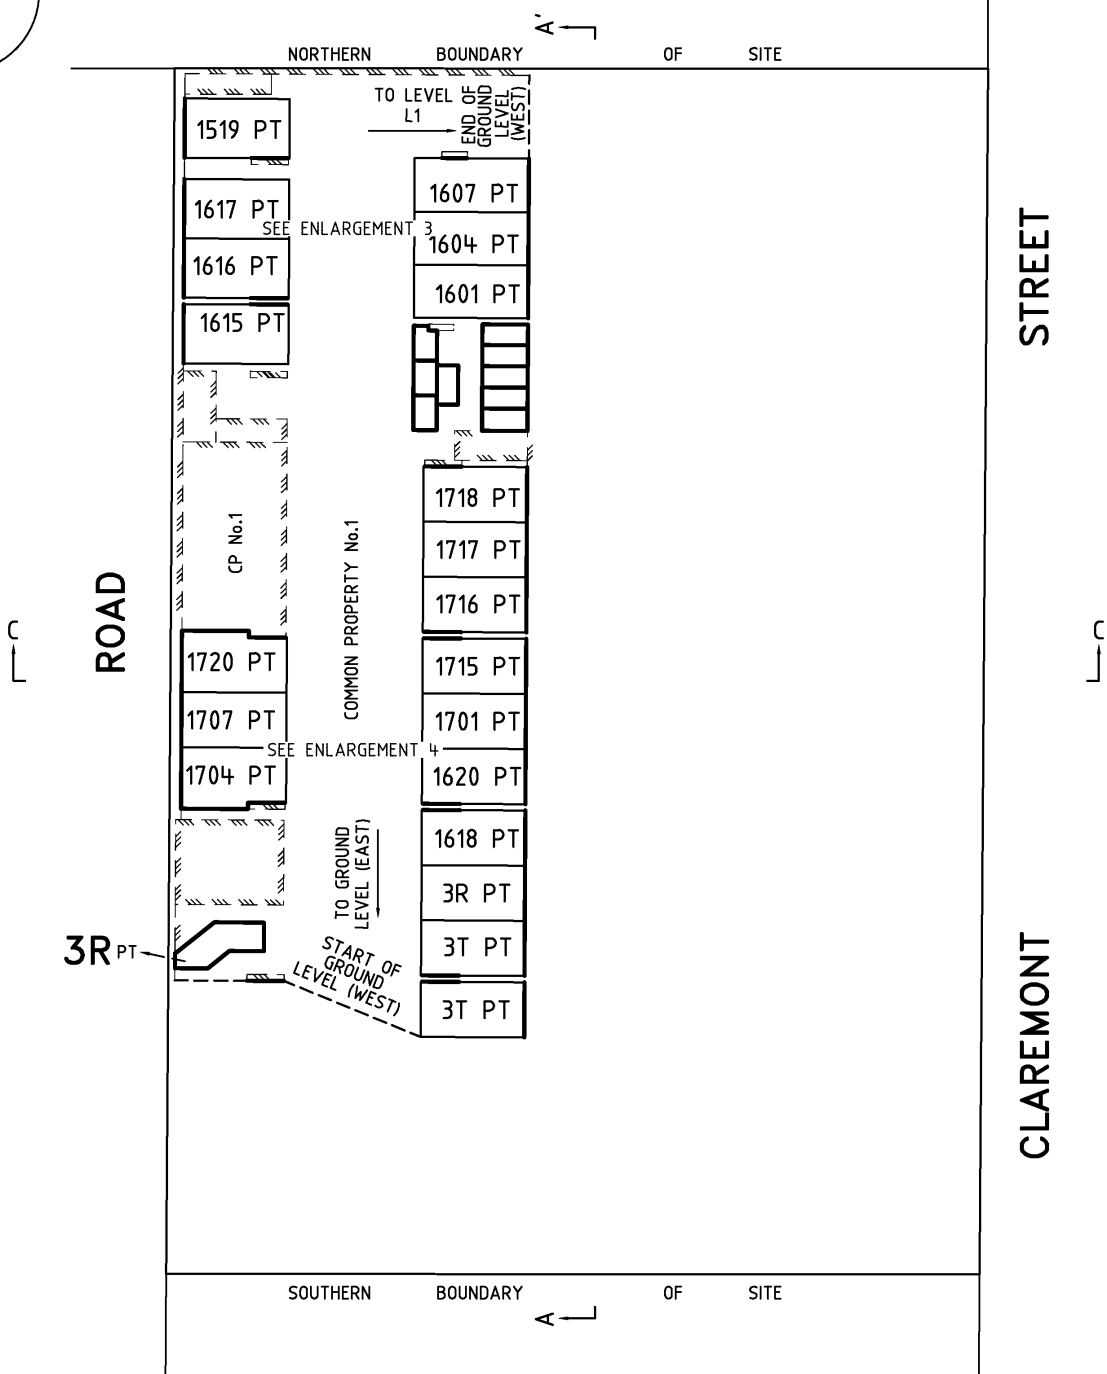 A'
NORTHERN BOUNDARY OF SITE
TO LEVEL
L1
END OF
GROUND
LEVEL
(WEST)
1519 PT
1607 PT
1617 PT
SEE ENLARGEMENT 3
1604 PT
1616 PT
1601 PT
1615 PT
STREET
1718 PT
CP No.1
COMMON PROPERTY No.1
1717 PT
1716 PT
ROAD
C
C
1720 PT
1715 PT
1707 PT
1701 PT
SEE ENLARGEMENT 4
1704 PT
1620 PT
1618 PT
TO GROUND
LEVEL (EAST)
3R PT
3R PT
3T PT
START OF
GROUND
LEVEL (WEST)
3T PT
CLAREMONT
SOUTHERN BOUNDARY OF SITE
A